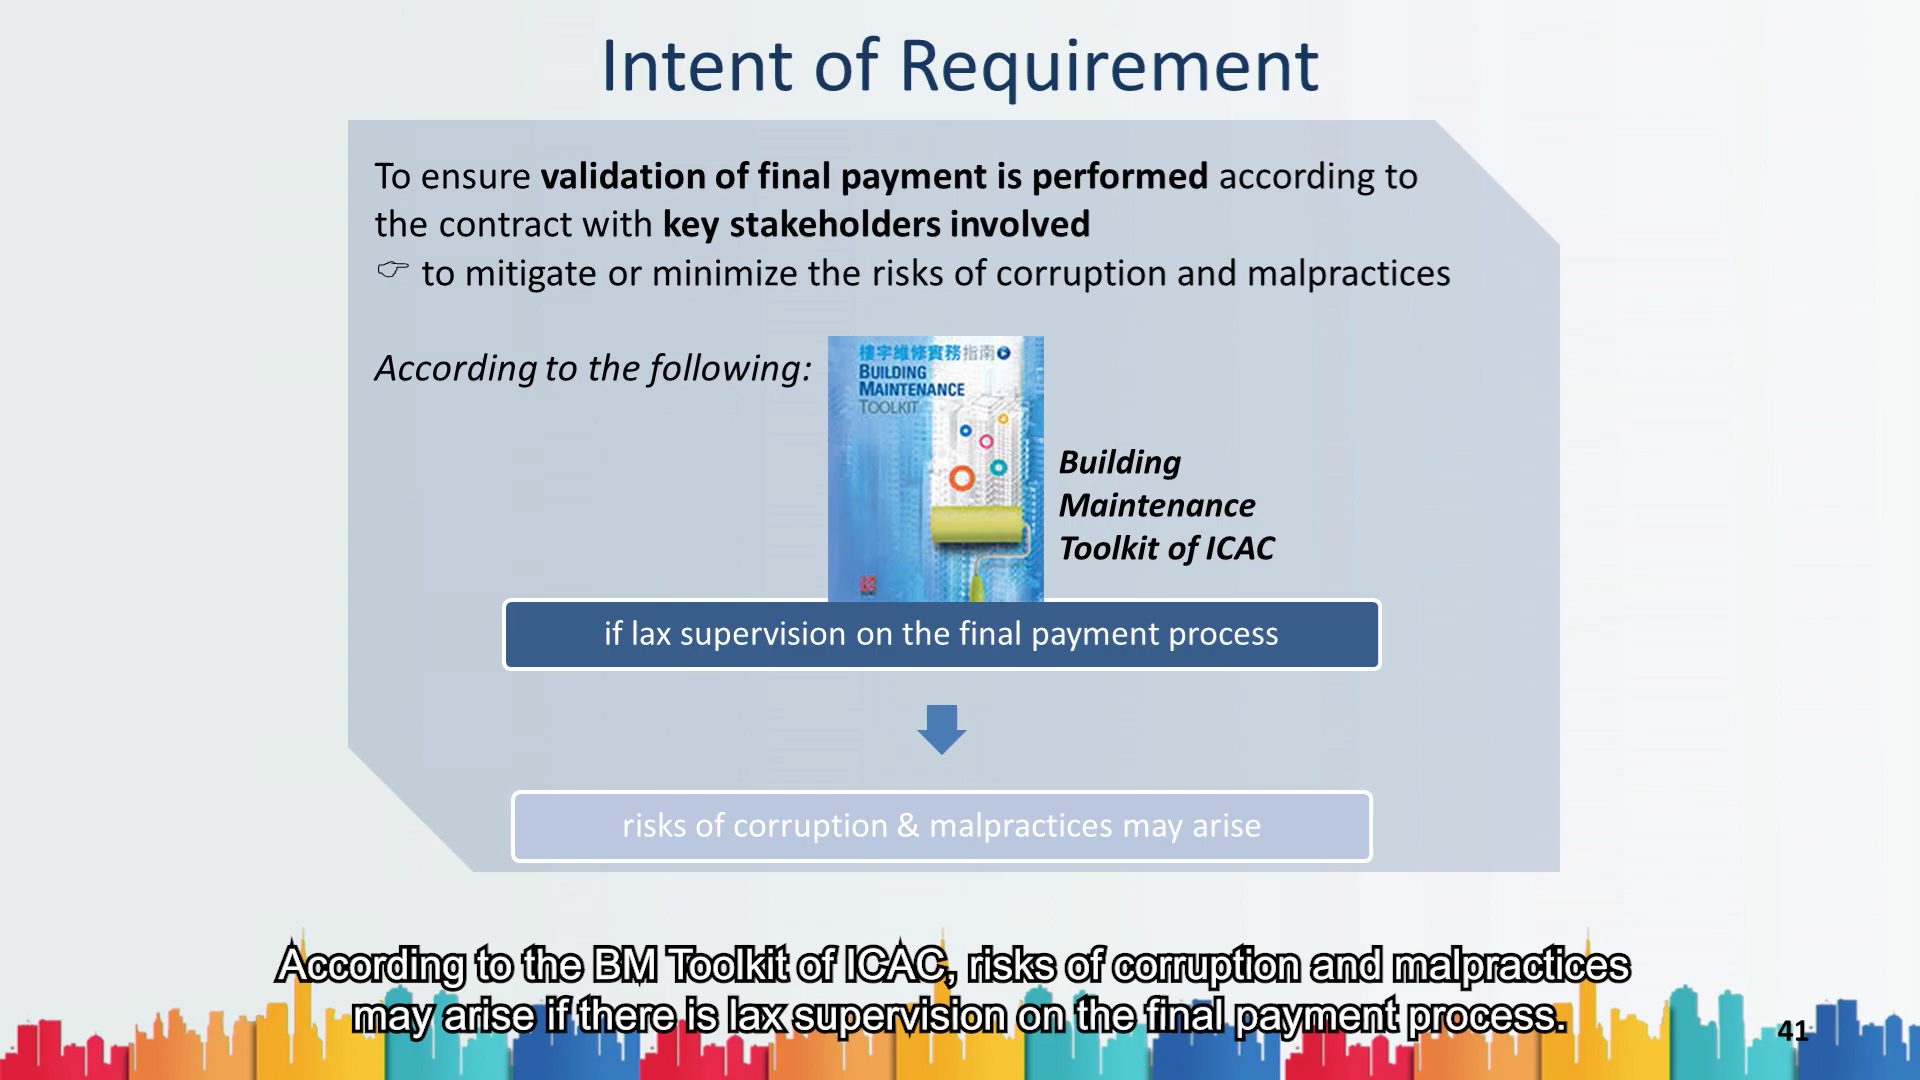 Intent of Requirement
To ensure validation of final payment is performed according to
the contract with key stakeholders involved
☞ to mitigate or minimize the risks of corruption and malpractices
According to the following:
樓宇維修實務指南
BUILDING
MAINTENANCE
TOOLKIT
Building
Maintenance
Toolkit of ICAC
if lax supervision on the final payment process
risks of corruption & malpractices may arise
According to the BM Toolkit of ICAC, risks of corruption and malpractices
may arise if there is lax supervision on the final payment process.
41